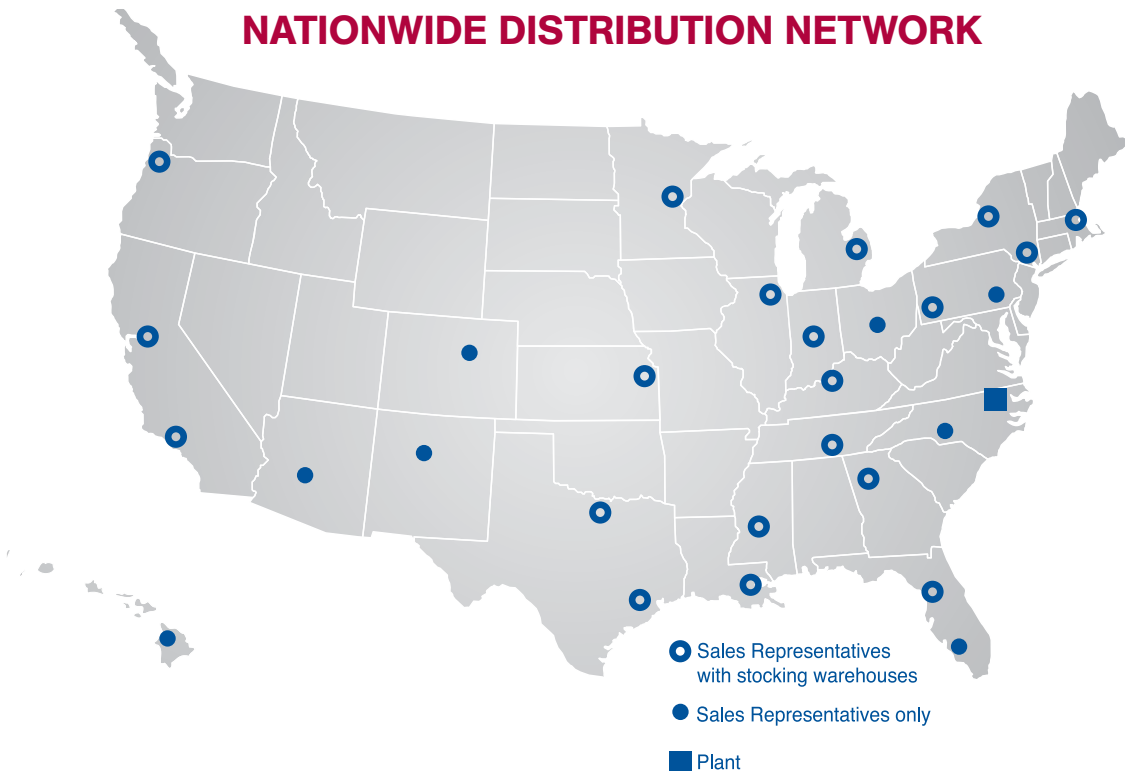 NATIONWIDE DISTRIBUTION NETWORK
Sales Representatives
with stocking warehouses
Sales Representatives only
Plant